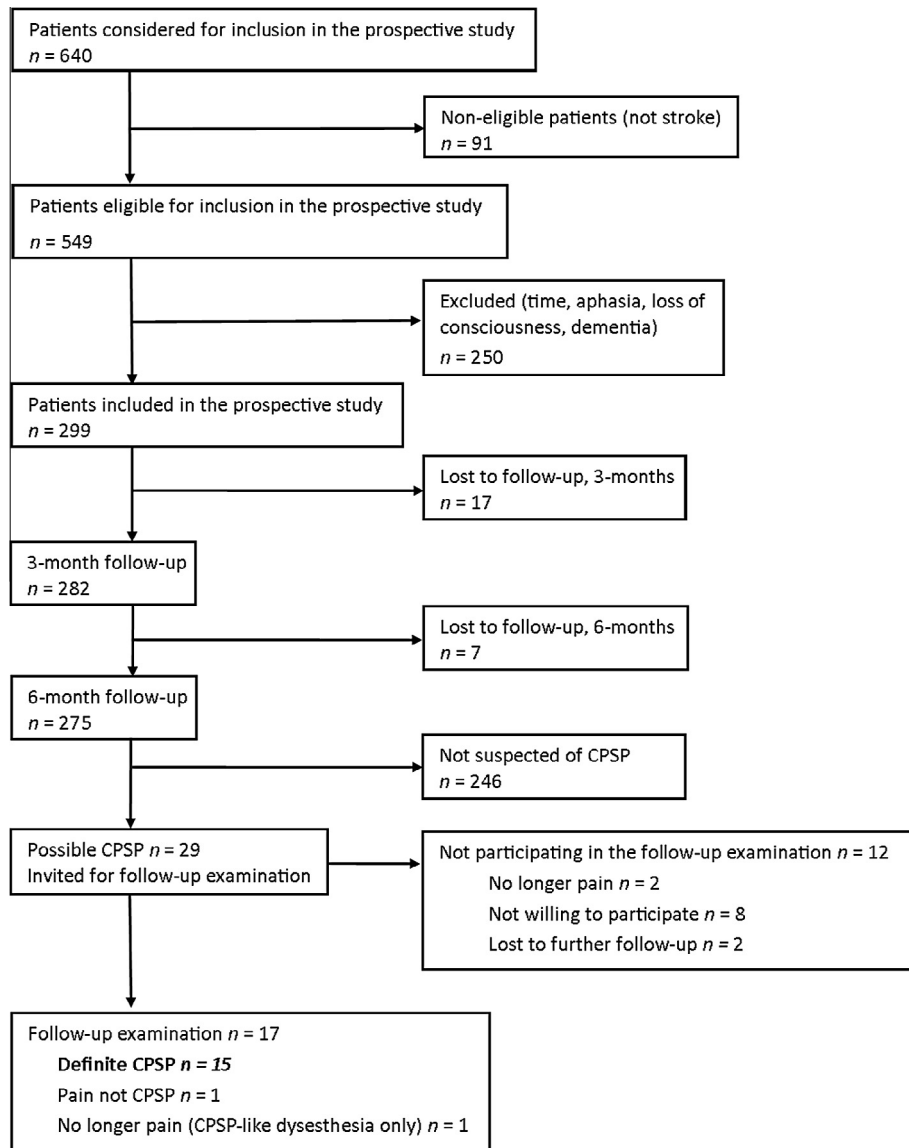 Patients considered for inclusion in the prospective study
n = 640
Non-eligible patients (not stroke)
n = 91
Patients eligible for inclusion in the prospective study
n = 549
Excluded (time, aphasia, loss of
consciousness, dementia)
n = 250
Patients included in the prospective study
n = 299
Lost to follow-up, 3-months
n = 17
3-month follow-up
n = 282
Lost to follow-up, 6-months
n = 7
6-month follow-up
n = 275
Not suspected of CPSP
n = 246
Possible CPSP n = 29
Invited for follow-up examination
Not participating in the follow-up examination n = 12
No longer pain n = 2
Not willing to participate n = 8
Lost to further follow-up n = 2
Follow-up examination n = 17
Definite CPSP n = 15
Pain not CPSP n = 1
No longer pain (CPSP-like dysesthesia only) n = 1